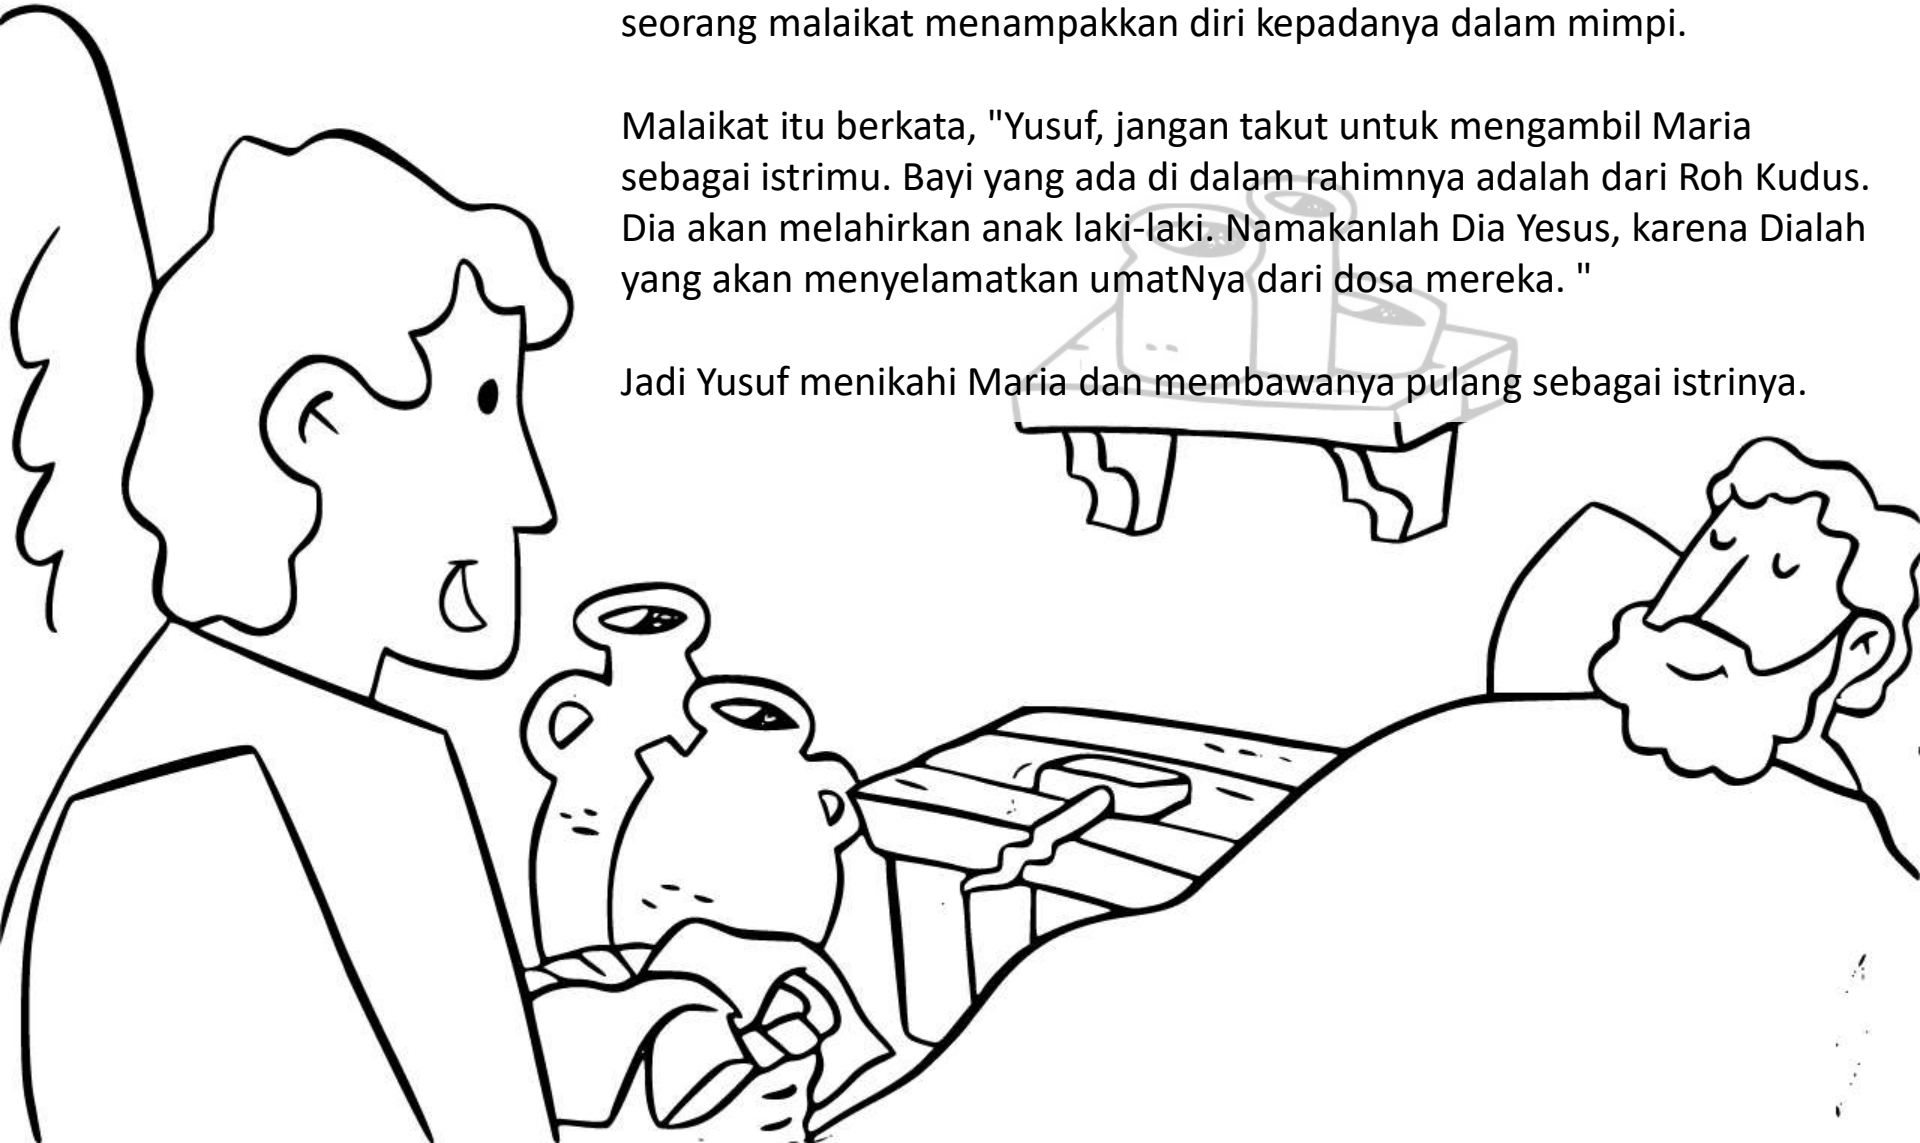 seorang malaikat menampakkan diri kepadanya dalam mimpi.
Malaikat itu berkata, "Yusuf, jangan takut untuk mengambil Maria
sebagai istrimu. Bayi yang ada di dalam rahimnya adalah dari Roh Kudus.
Dia akan melahirkan anak laki-laki. Namakanlah Dia Yesus, karena Dialah
yang akan menyelamatkan umatNya dari dosa mereka. "
Jadi Yusuf menikahi Maria dan membawanya pulang sebagai istrinya.